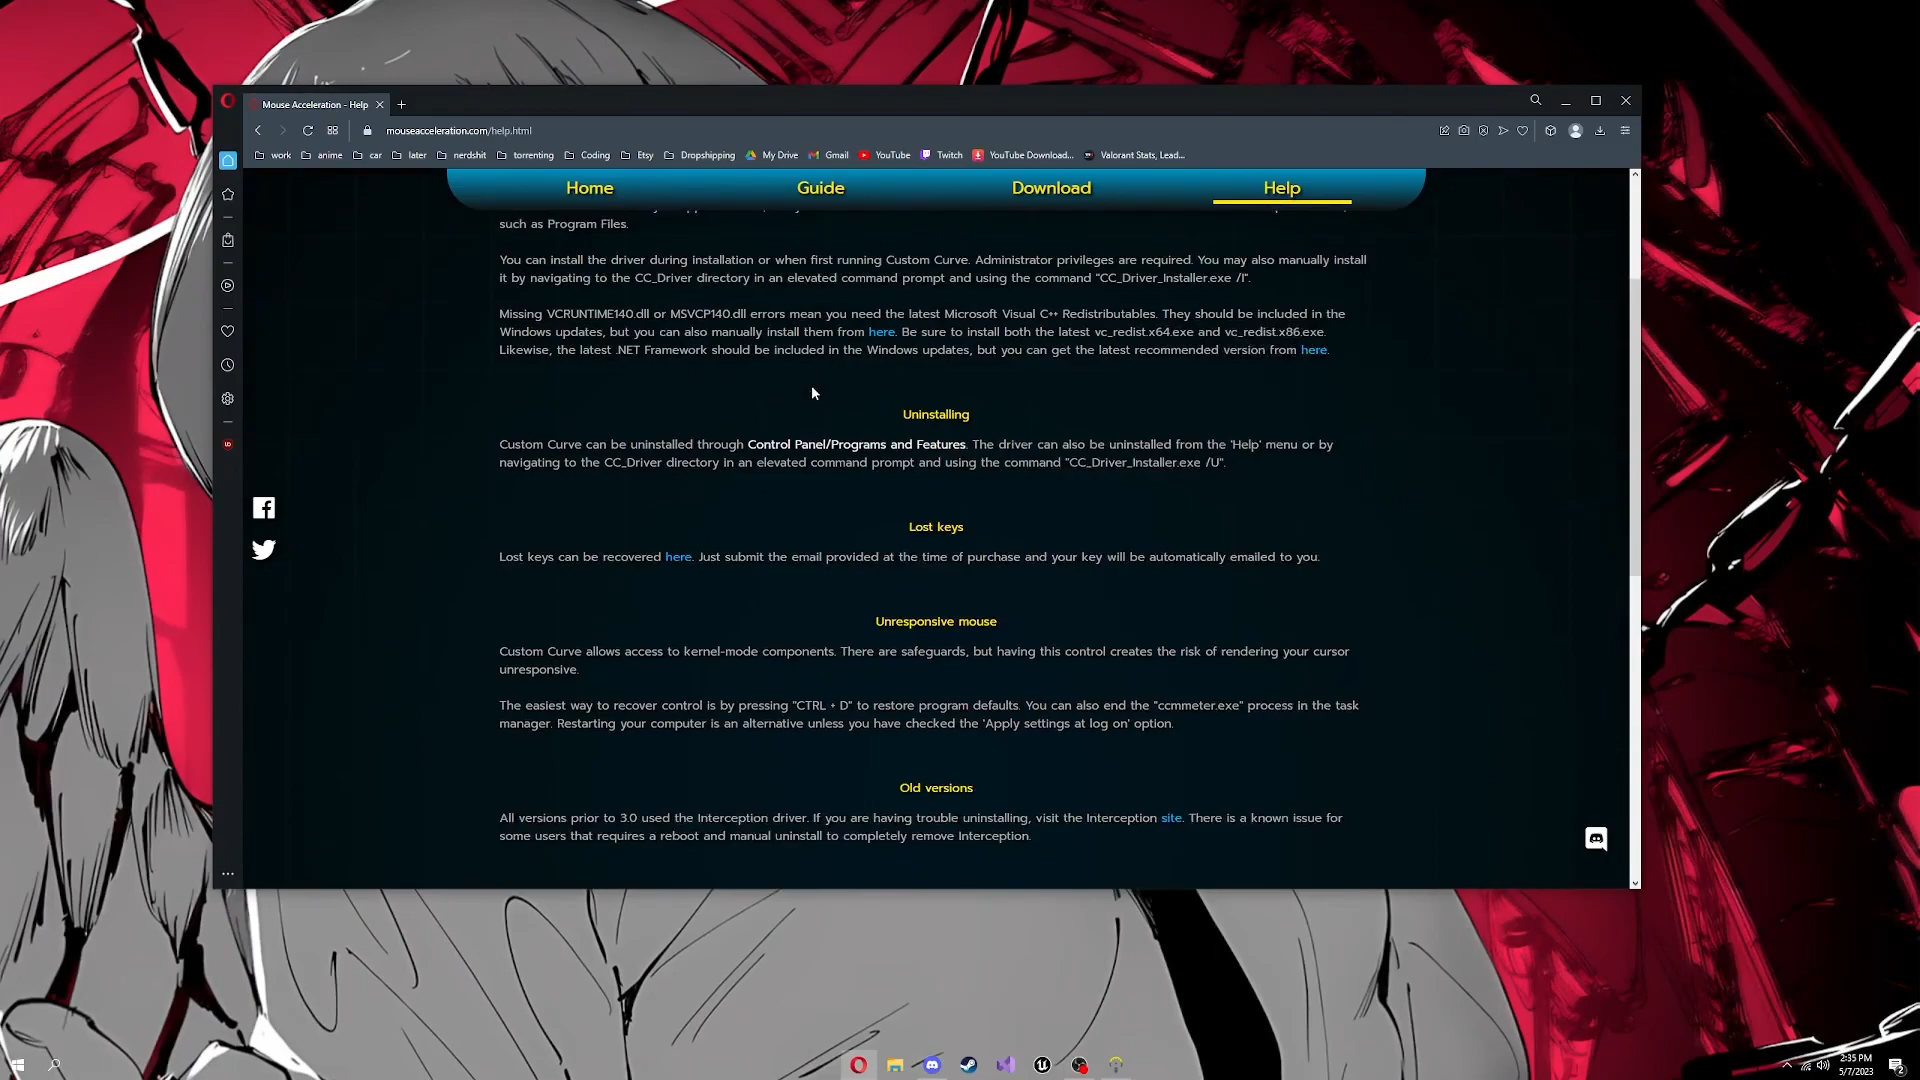 Mouse Acceleration - Help
mouseacceleration.com/help.html
work anime car later nerdshit torrenting Coding Etsy Dropshipping My Drive Gmail YouTube Twitch YouTube Download... Valorant Stats, Lead...
Home Guide Download Help
such as Program Files.
You can install the driver during installation or when first running Custom Curve. Administrator privileges are required. You may also manually install
it by navigating to the CC_Driver directory in an elevated command prompt and using the command "CC_Driver_Installer.exe /I".
Missing VCRUNTIME140.dll or MSVCP140.dll errors mean you need the latest Microsoft Visual C++ Redistributables. They should be included in the
Windows updates, but you can also manually install them from here. Be sure to install both the latest vc_redist.x64.exe and vc_redist.x86.exe.
Likewise, the latest .NET Framework should be included in the Windows updates, but you can get the latest recommended version from here.
Uninstalling
Custom Curve can be uninstalled through Control Panel/Programs and Features. The driver can also be uninstalled from the 'Help' menu or by
navigating to the CC_Driver directory in an elevated command prompt and using the command "CC_Driver_Installer.exe /U".
Lost keys
Lost keys can be recovered here. Just submit the email provided at the time of purchase and your key will be automatically emailed to you.
Unresponsive mouse
Custom Curve allows access to kernel-mode components. There are safeguards, but having this control creates the risk of rendering your cursor
unresponsive.
The easiest way to recover control is by pressing "CTRL + D" to restore program defaults. You can also end the "ccmmeter.exe" process in the task
manager. Restarting your computer is an alternative unless you have checked the 'Apply settings at log on' option.
Old versions
All versions prior to 3.0 used the Interception driver. If you are having trouble uninstalling, visit the Interception site. There is a known issue for
some users that requires a reboot and manual uninstall to completely remove Interception.
2:35 PM
5/7/2023
2